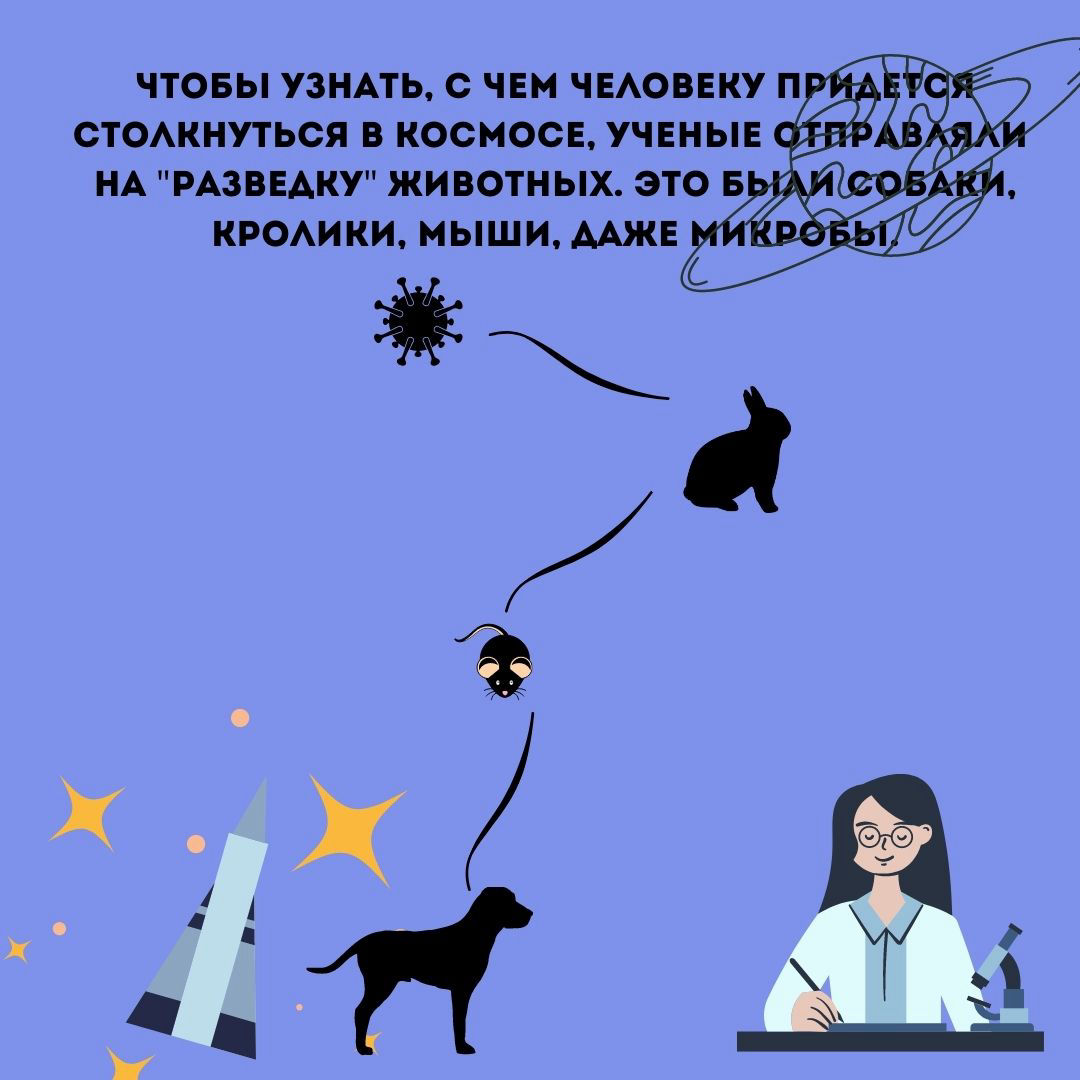 ЧТОБЫ УЗНАТЬ, С ЧЕМ ЧЕЛОВЕКУ ПРИДЕТСЯ
СТОЛКНУТЬСЯ В КОСМОСЕ, УЧЕНЫЕ ОТПРАВЛЯЛИ
НА "РАЗВЕДКУ" ЖИВОТНЫХ. ЭТО БЫЛИ СОБАКИ,
КРОЛИКИ, МЫШИ, ДАЖЕ МИКРОБЫ.